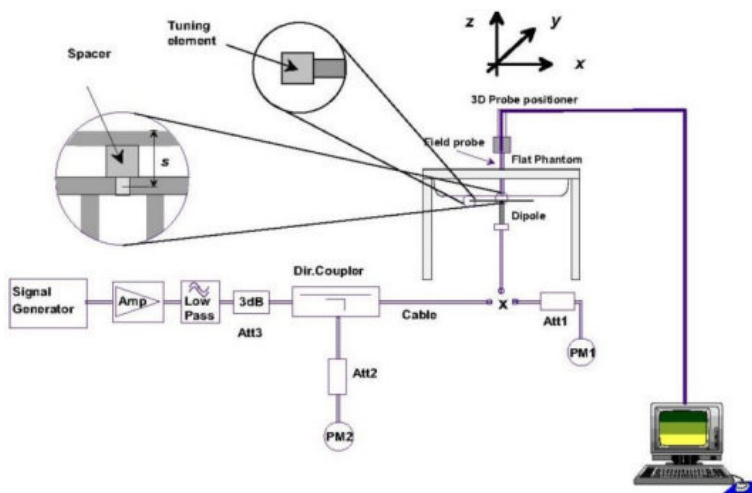 Tuning
element
Spacer
s
z
y
x
3D Probe positioner
Field probe
Flat Phantom
Dipole
Signal
Generator
Amp
Low
Pass
3dB
Att3
Dir.Coupler
Cable
x
Att1
PM1
Att2
PM2